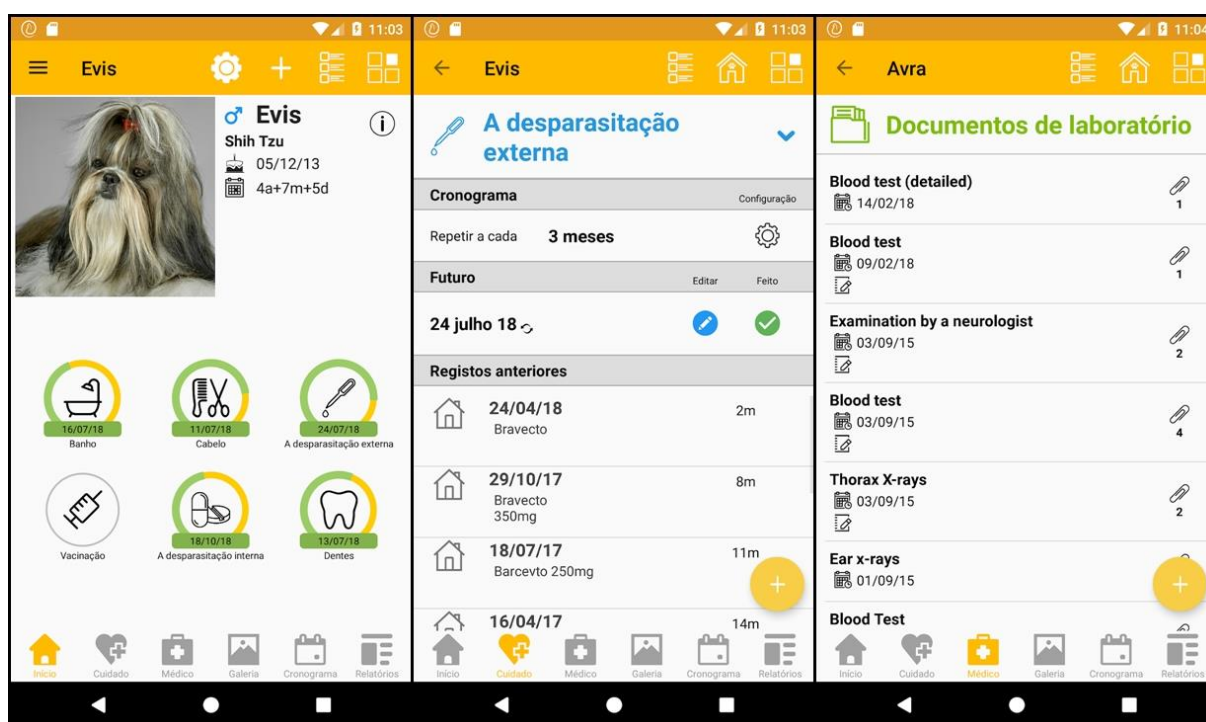 11:03
Evis
Evis
Shih Tzu
05/12/13
4a+7m+5d
16/07/18
Banho
11/07/18
Cabelo
24/07/18
A desparasitação externa
Vacinação
18/10/18
A desparasitação interna
13/07/18
Dentes
Início
Cuidado
Médico
Galeria
Cronograma
Relatórios
11:03
Evis
A desparasitação
externa
Cronograma
Configuração
Repetir a cada 3 meses
Futuro
Editar
Feito
24 julho 18
Registos anteriores
24/04/18
2m
Bravecto
29/10/17
8m
Bravecto
350mg
18/07/17
11m
Barcevto 250mg
16/04/17
14m
Início
Cuidado
Médico
Galeria
Cronograma
Relatórios
11:04
Avra
Documentos de laboratório
Blood test (detailed)
14/02/18
1
Blood test
09/02/18
1
Examination by a neurologist
03/09/15
2
Blood test
03/09/15
4
Thorax X-rays
03/09/15
2
Ear x-rays
01/09/15
Blood Test
Início
Cuidado
Médico
Galeria
Cronograma
Relatórios